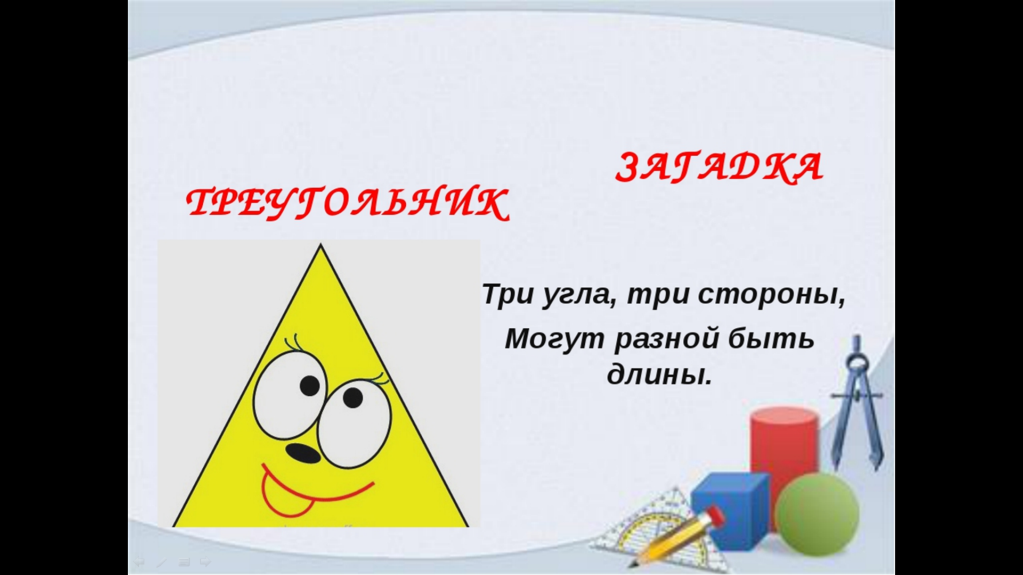 ТРЕУГОЛЬНИК
ЗАГАДКА
Три угла, три стороны,
Могут разной быть
длины.